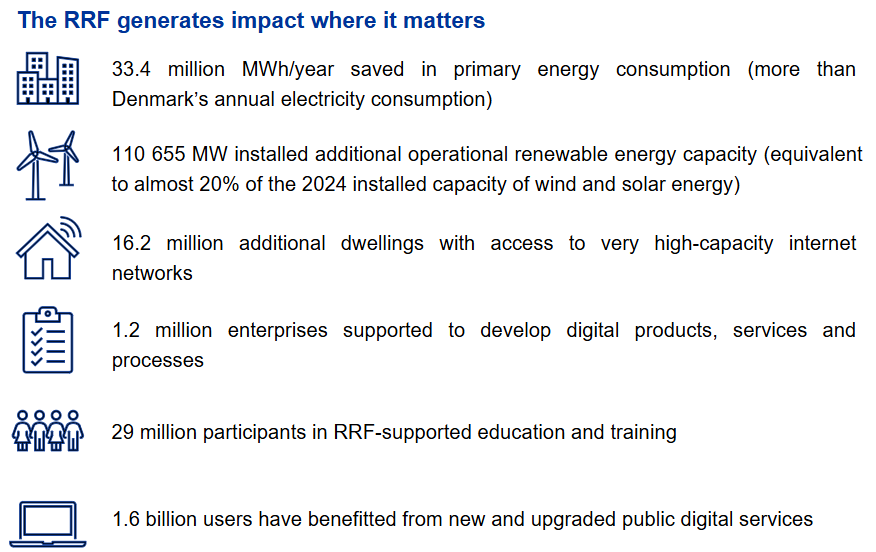 The RRF generates impact where it matters
33.4 million MWh/year saved in primary energy consumption (more than
Denmark's annual electricity consumption)
110 655 MW installed additional operational renewable energy capacity (equivalent
to almost 20% of the 2024 installed capacity of wind and solar energy)
16.2 million additional dwellings with access to very high-capacity internet
networks
1.2 million enterprises supported to develop digital products, services and
processes
29 million participants in RRF-supported education and training
1.6 billion users have benefitted from new and upgraded public digital services